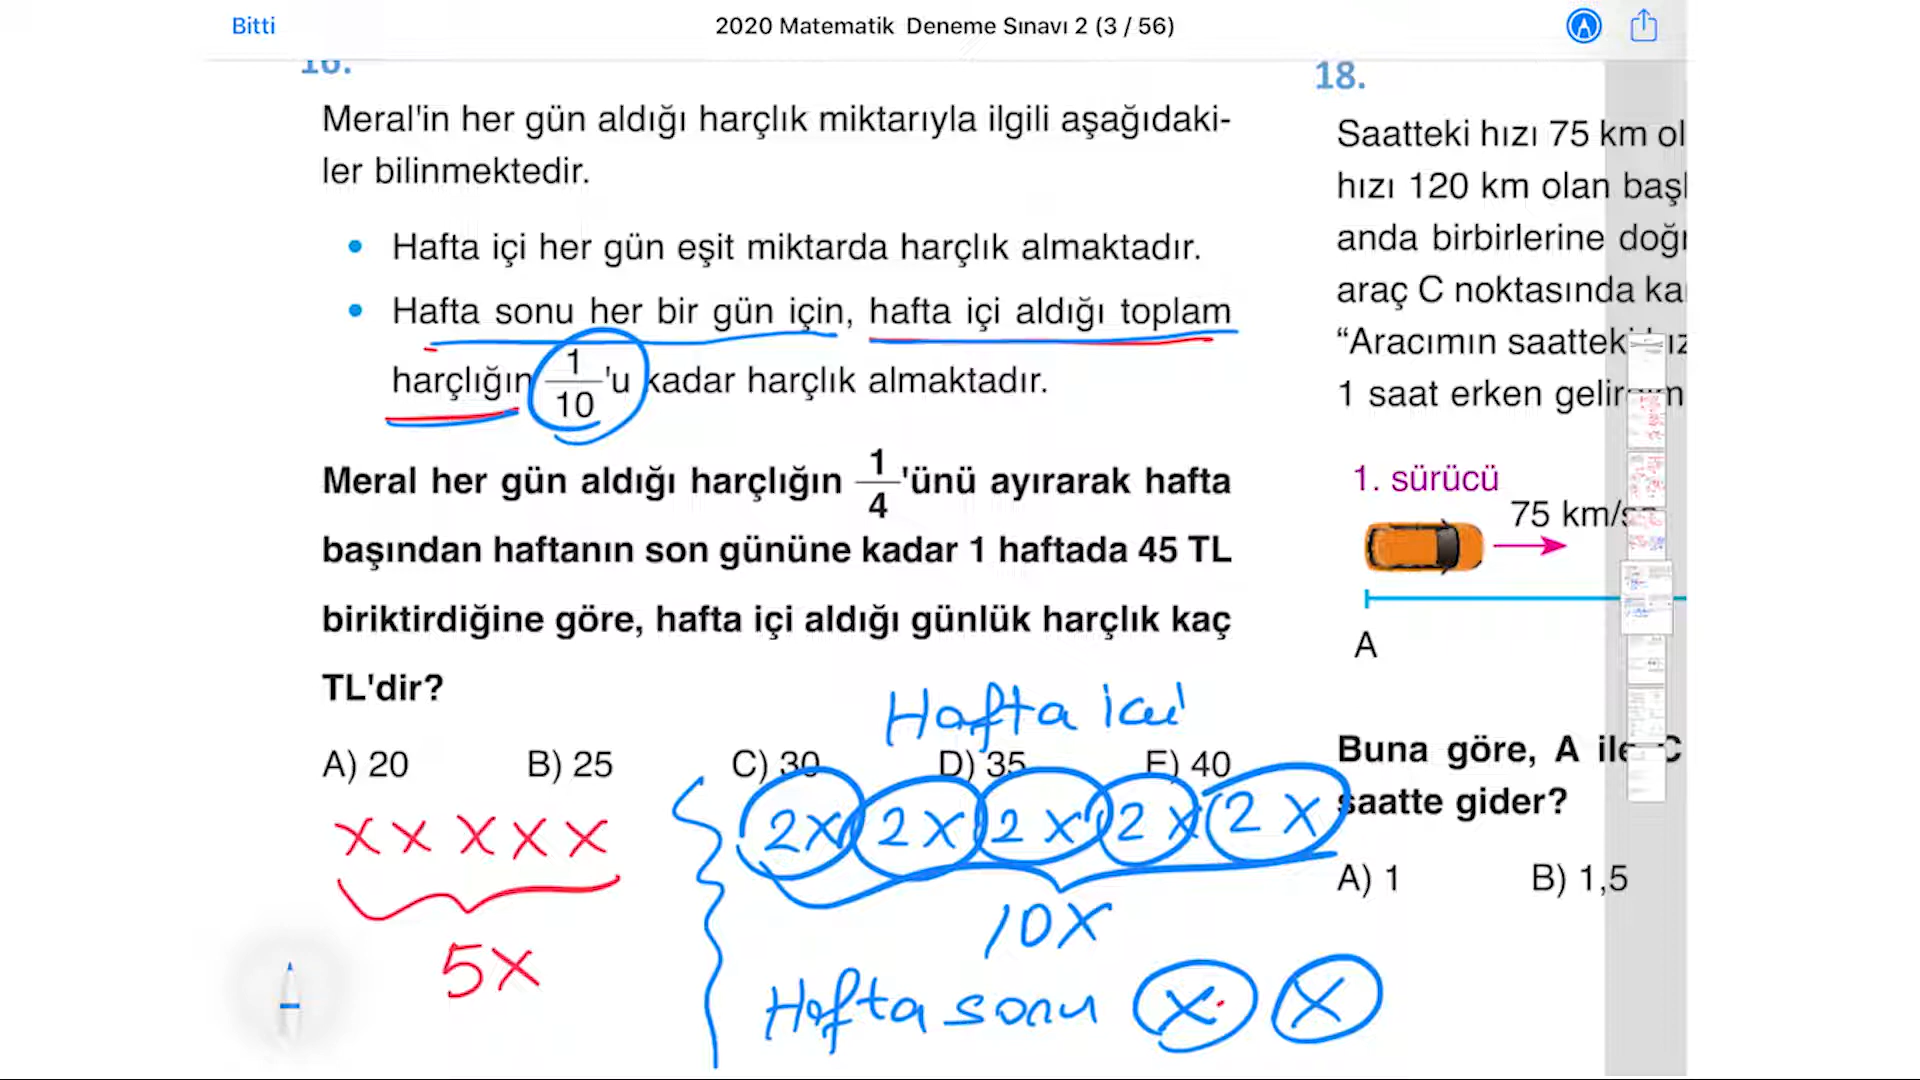 Bitti
2020 Matematik Deneme Sınavı 2 (3 / 56)
16.
Meral'in her gün aldığı harçlık miktarıyla ilgili aşağıdaki-
ler bilinmektedir.
• Hafta içi her gün eşit miktarda harçlık almaktadır.
• Hafta sonu her bir gün için, hafta içi aldığı toplam
harçlığın 1/10 'u kadar harçlık almaktadır.
Meral her gün aldığı harçlığın 1/4 'ünü ayırarak hafta
başından haftanın son gününe kadar 1 haftada 45 TL
biriktirdiğine göre, hafta içi aldığı günlük harçlık kaç
TL'dir?
A) 20 B) 25 C) 30 D) 35 E) 40
x x x x x
5x
Hafta içi
2x 2x 2x 2x 2x
10x
Hafta sonu x x
18.
Saatteki hızı 75 km ol
hızı 120 km olan başl
anda birbirlerine doğr
araç C noktasında ka
“Aracımın saatteki hız
1 saat erken gelir
1. sürücü
75 km/sa
A
Buna göre, A ile C
saatte gider?
A) 1 B) 1,5